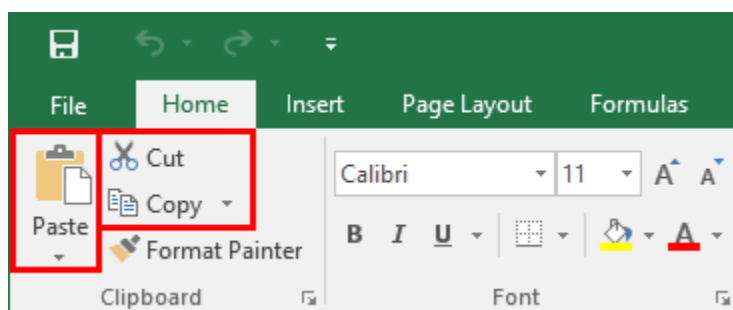 File Home Insert Page Layout Formulas
Cut
Calibri 11 A A
Copy
Paste
B I U A
Format Painter
Clipboard Font